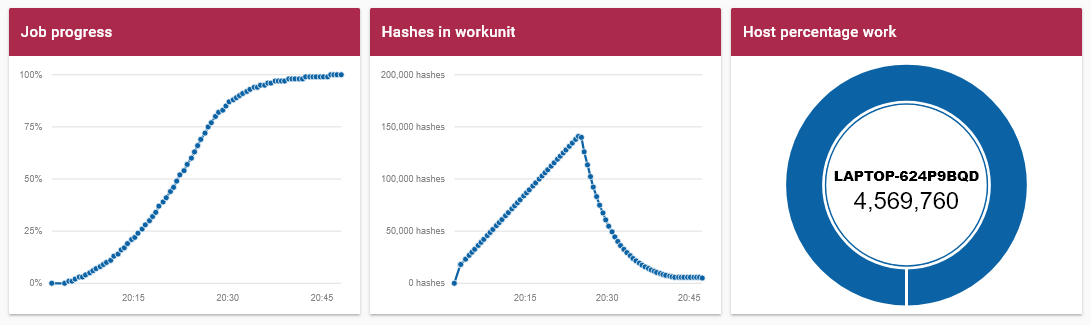 Job progress
100%
75%
50%
25%
0%
20:15 20:30 20:45
Hashes in workunit
200,000 hashes
150,000 hashes
100,000 hashes
50,000 hashes
0 hashes
20:15 20:30 20:45
Host percentage work
LAPTOP-624P9BQD
4,569,760